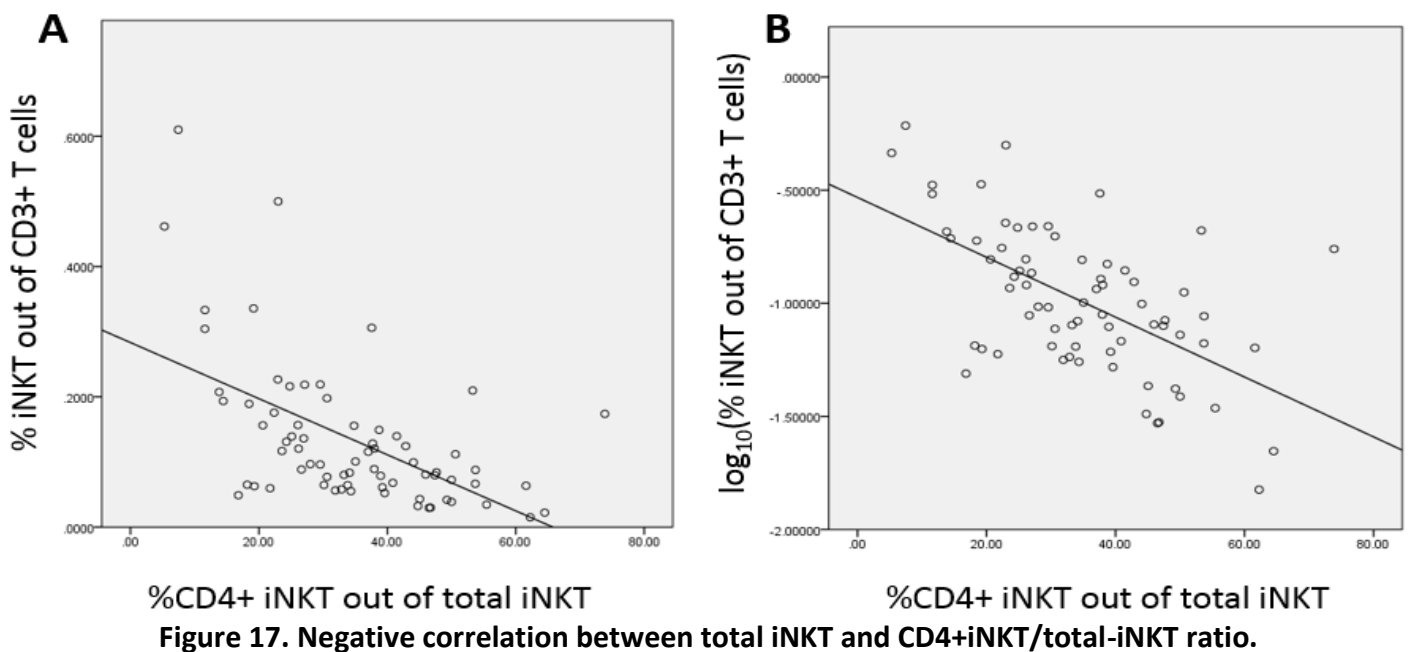 A
% iNKT out of CD3+ T cells
.6000
.4000
.2000
.0000
.00
20.00
40.00
60.00
80.00
%CD4+ iNKT out of total iNKT
B
log₁₀(% iNKT out of CD3+ T cells)
.00000
-.50000
-1.00000
-1.50000
-2.00000
.00
20.00
40.00
60.00
80.00
%CD4+ iNKT out of total iNKT
Figure 17. Negative correlation between total iNKT and CD4+iNKT/total-iNKT ratio.